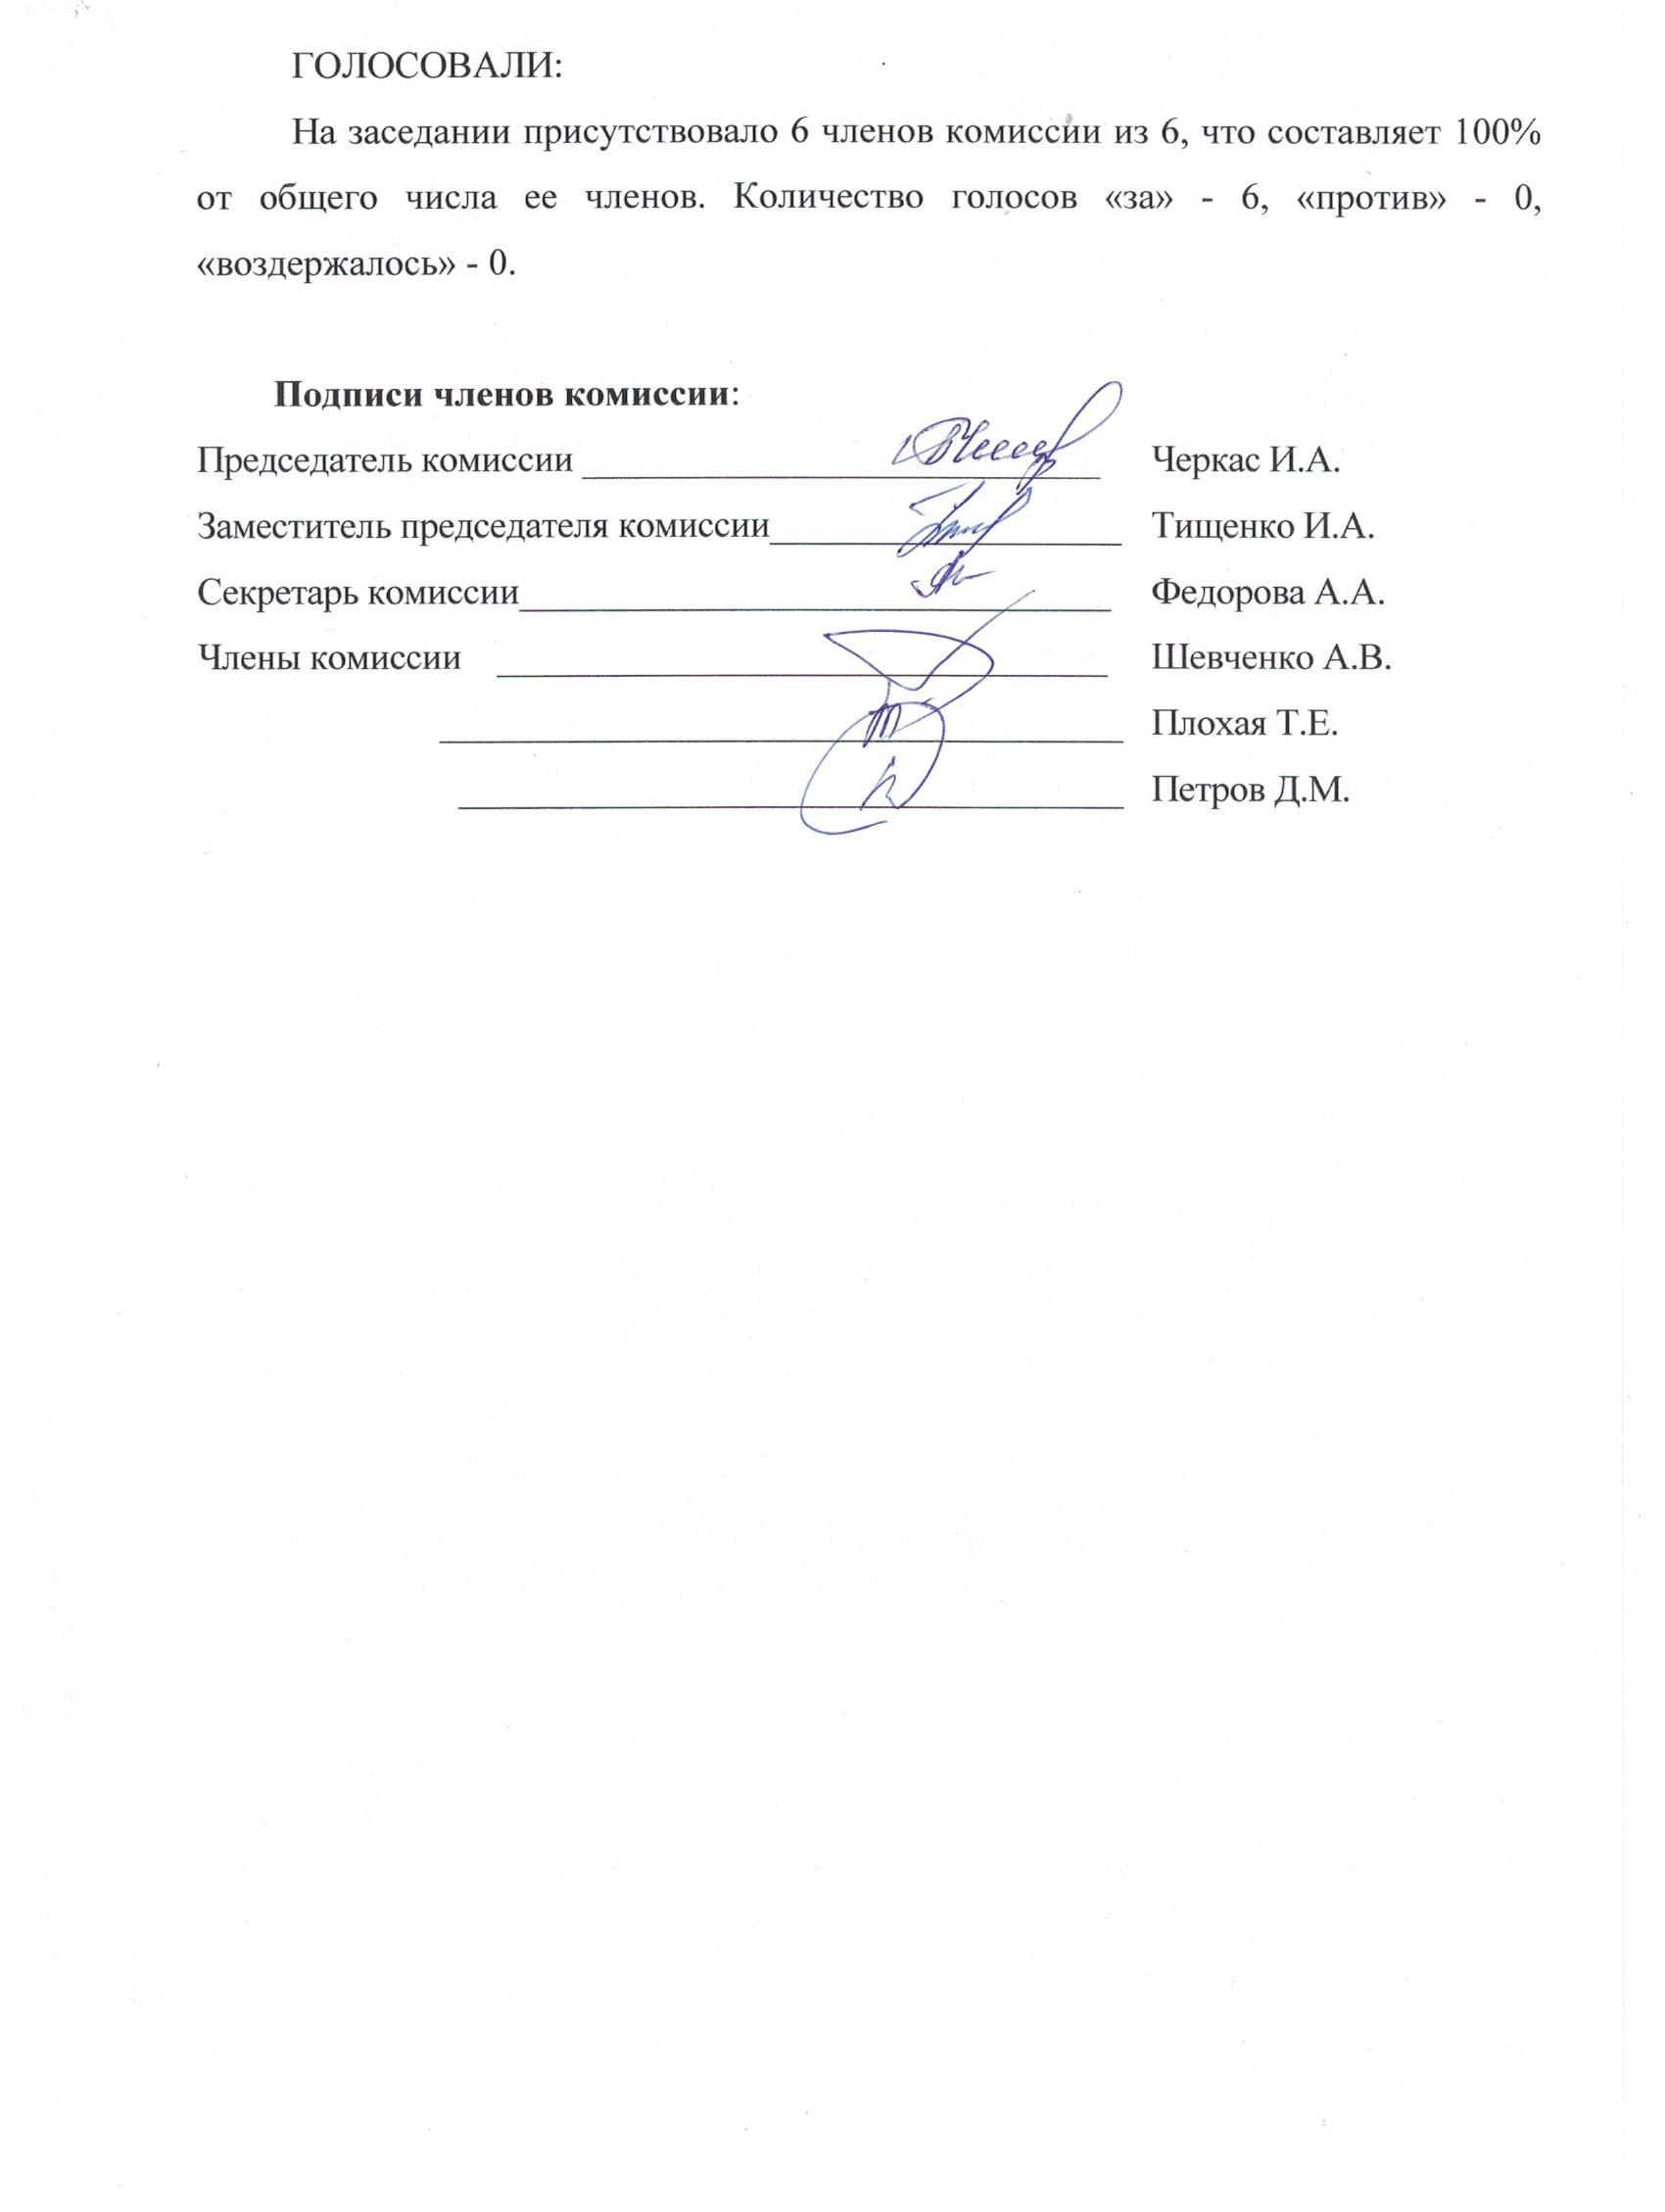 ГОЛОСОВАЛИ:
На заседании присутствовало 6 членов комиссии из 6, что составляет 100%
от общего числа ее членов. Количество голосов «за» - 6, «против» - 0,
«воздержалось» - 0.
Подписи членов комиссии:
Председатель комиссии Черкас И.А.
Заместитель председателя комиссии Тищенко И.А.
Секретарь комиссии Федорова А.А.
Члены комиссии Шевченко А.В.
Плохая Т.Е.
Петров Д.М.